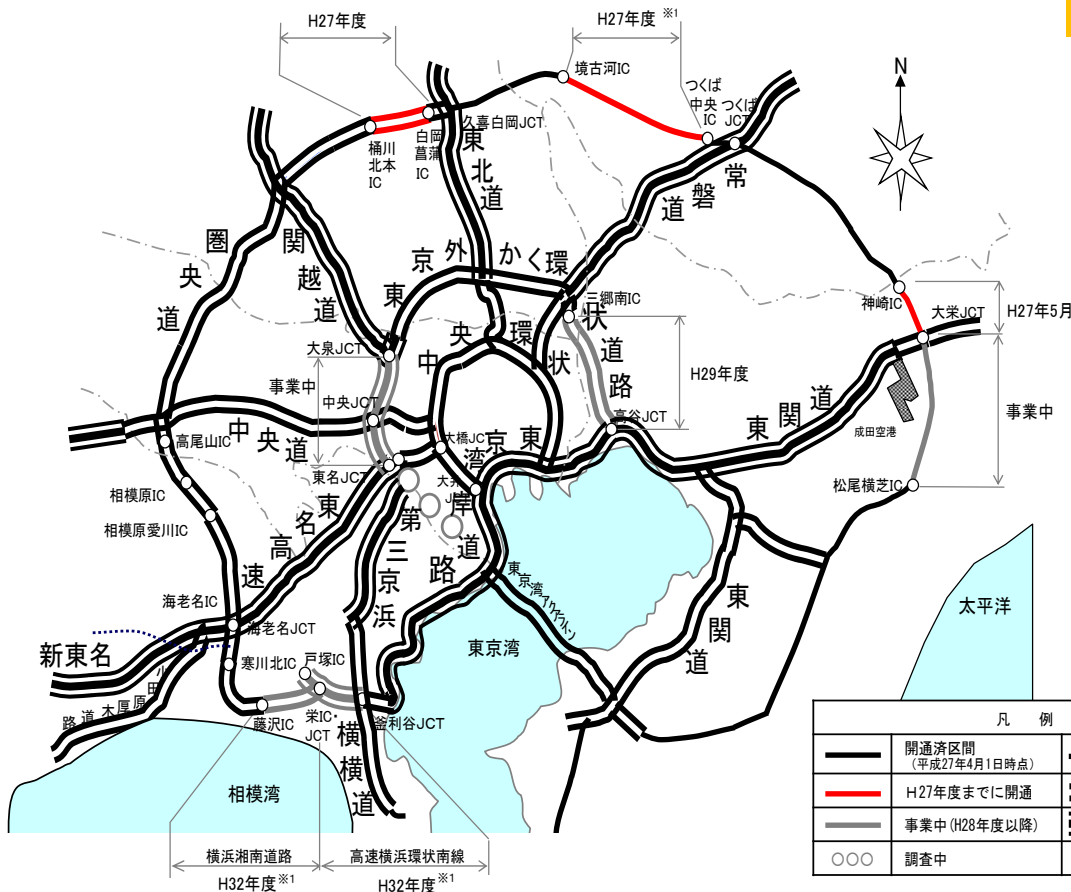 H27年度
H27年度 ※1
N
境古河IC
つくば
中央
IC
つくば
JCT
久喜白岡JCT
白岡
菖蒲
IC
桶川
北本
IC
東北道
常磐道
圏央道
関越道
東京外かく環状道路
三郷南IC
神崎IC
大栄JCT
H27年5月
中央環状
大泉JCT
事業中
中央JCT
H29年度
高谷JCT
東関道
成田空港
事業中
中央道
高尾山IC
大橋JC
東京湾岸道路
東名JCT
松尾横芝IC
相模原IC
相模原愛川IC
東名高速
第三京浜
海老名IC
海老名JCT
東関道
太平洋
新東名
寒川北IC
戸塚IC
東京湾
小田原厚木道路
藤沢IC
栄IC・
JCT
釜利谷JCT
横横道
相模湾
横浜湘南道路
高速横浜環状南線
H32年度※1
H32年度※1
凡 例
開通済区間
(平成27年4月1日時点)
H27年度までに開通
事業中(H28年度以降)
調査中